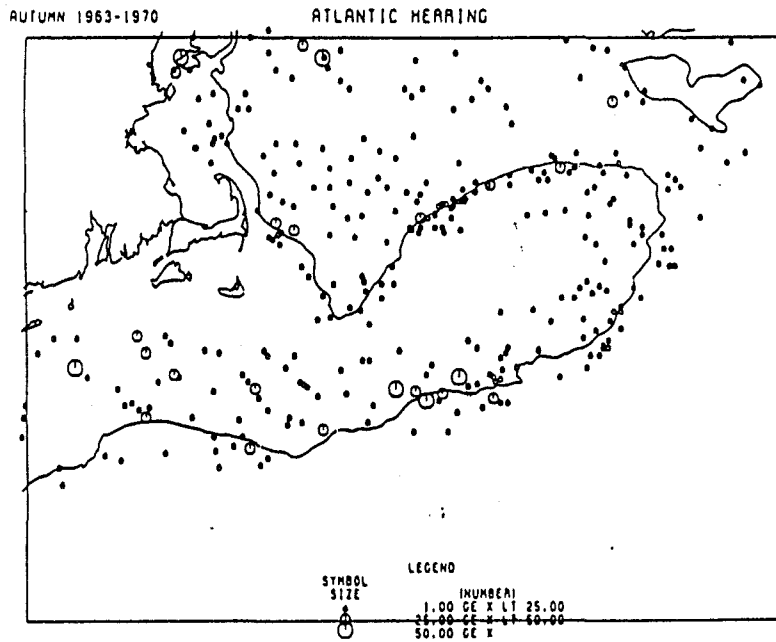 AUTUMN 1963-1970
ATLANTIC HERRING
LEGEND
SYMBOL
SIZE
(NUMBER)
1.00 GE X LT 25.00
25.00 GE X LT 50.00
50.00 GE X